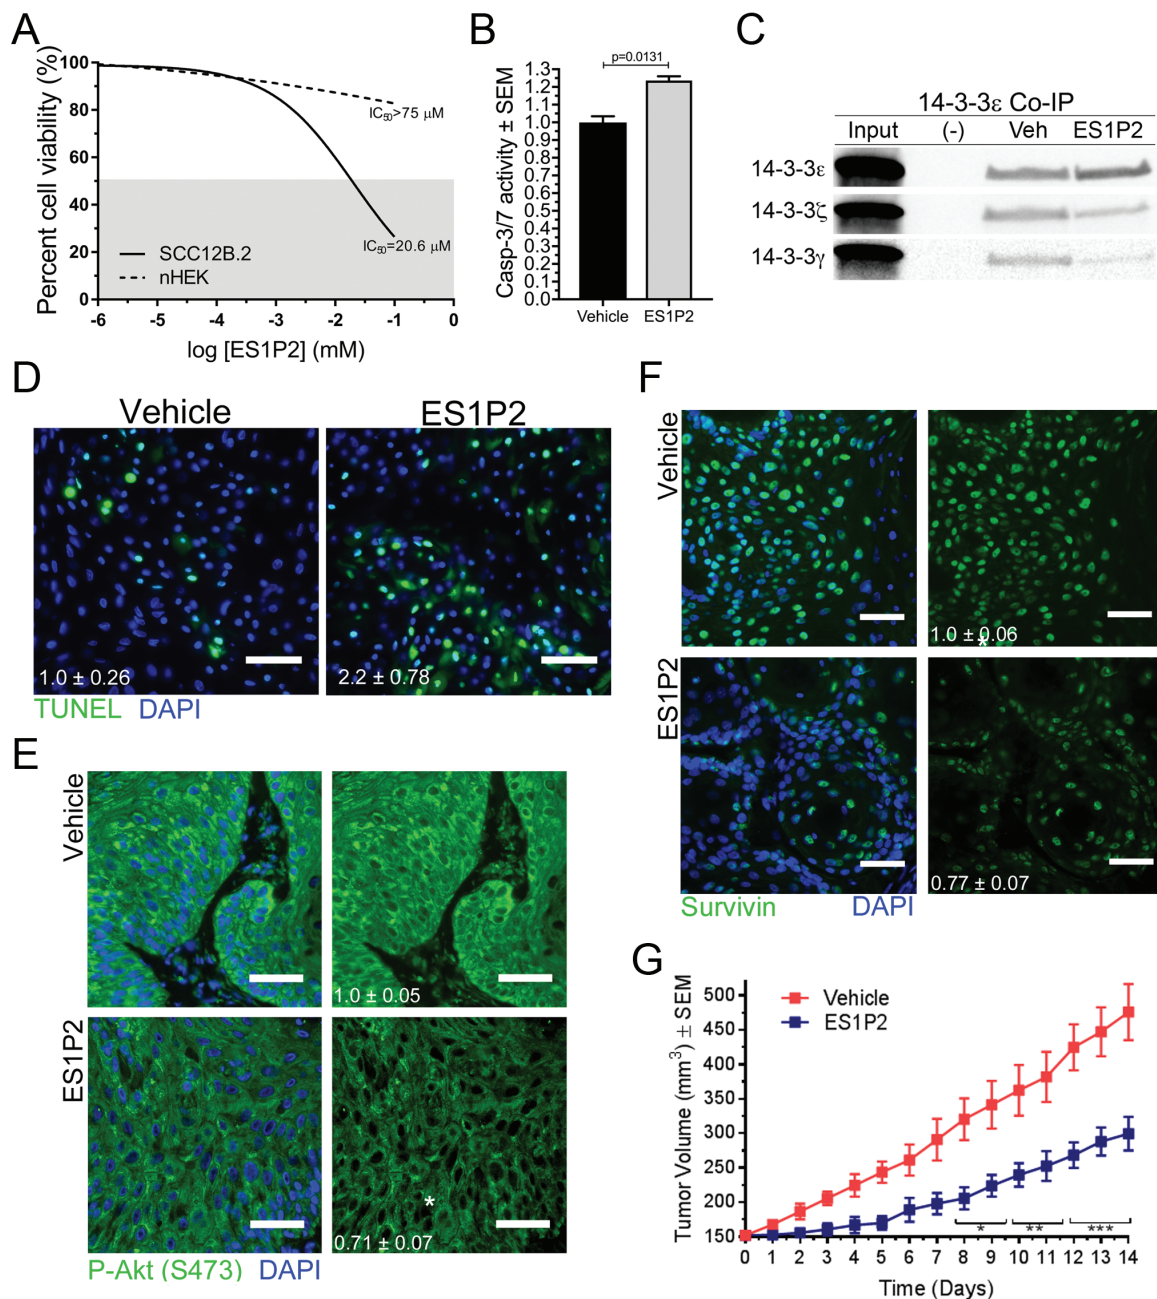 A
Percent cell viability (%)
100
80
60
40
20
0
IC50>75 μM
IC50=20.6 μM
SCC12B.2
nHEK
-6 -5 -4 -3 -2 -1 0
log [ES1P2] (mM)
B
Casp-3/7 activity ± SEM
p=0.0131
1.3
1.2
1.1
1.0
0.9
0.8
0.7
0.6
0.5
0.4
0.3
0.2
0.1
0.0
Vehicle ES1P2
C
14-3-3ε Co-IP
Input (-) Veh ES1P2
14-3-3ε
14-3-3ζ
14-3-3γ
D
Vehicle ES1P2
1.0 ± 0.26
2.2 ± 0.78
TUNEL DAPI
E
Vehicle
1.0 ± 0.05
ES1P2
*
0.71 ± 0.07
P-Akt (S473) DAPI
F
Vehicle
1.0 ± 0.06
*
ES1P2
0.77 ± 0.07
Survivin DAPI
G
Tumor Volume (mm3) ± SEM
500
450
400
350
300
250
200
150
Vehicle
ES1P2
* ** ***
0 1 2 3 4 5 6 7 8 9 10 11 12 13 14
Time (Days)